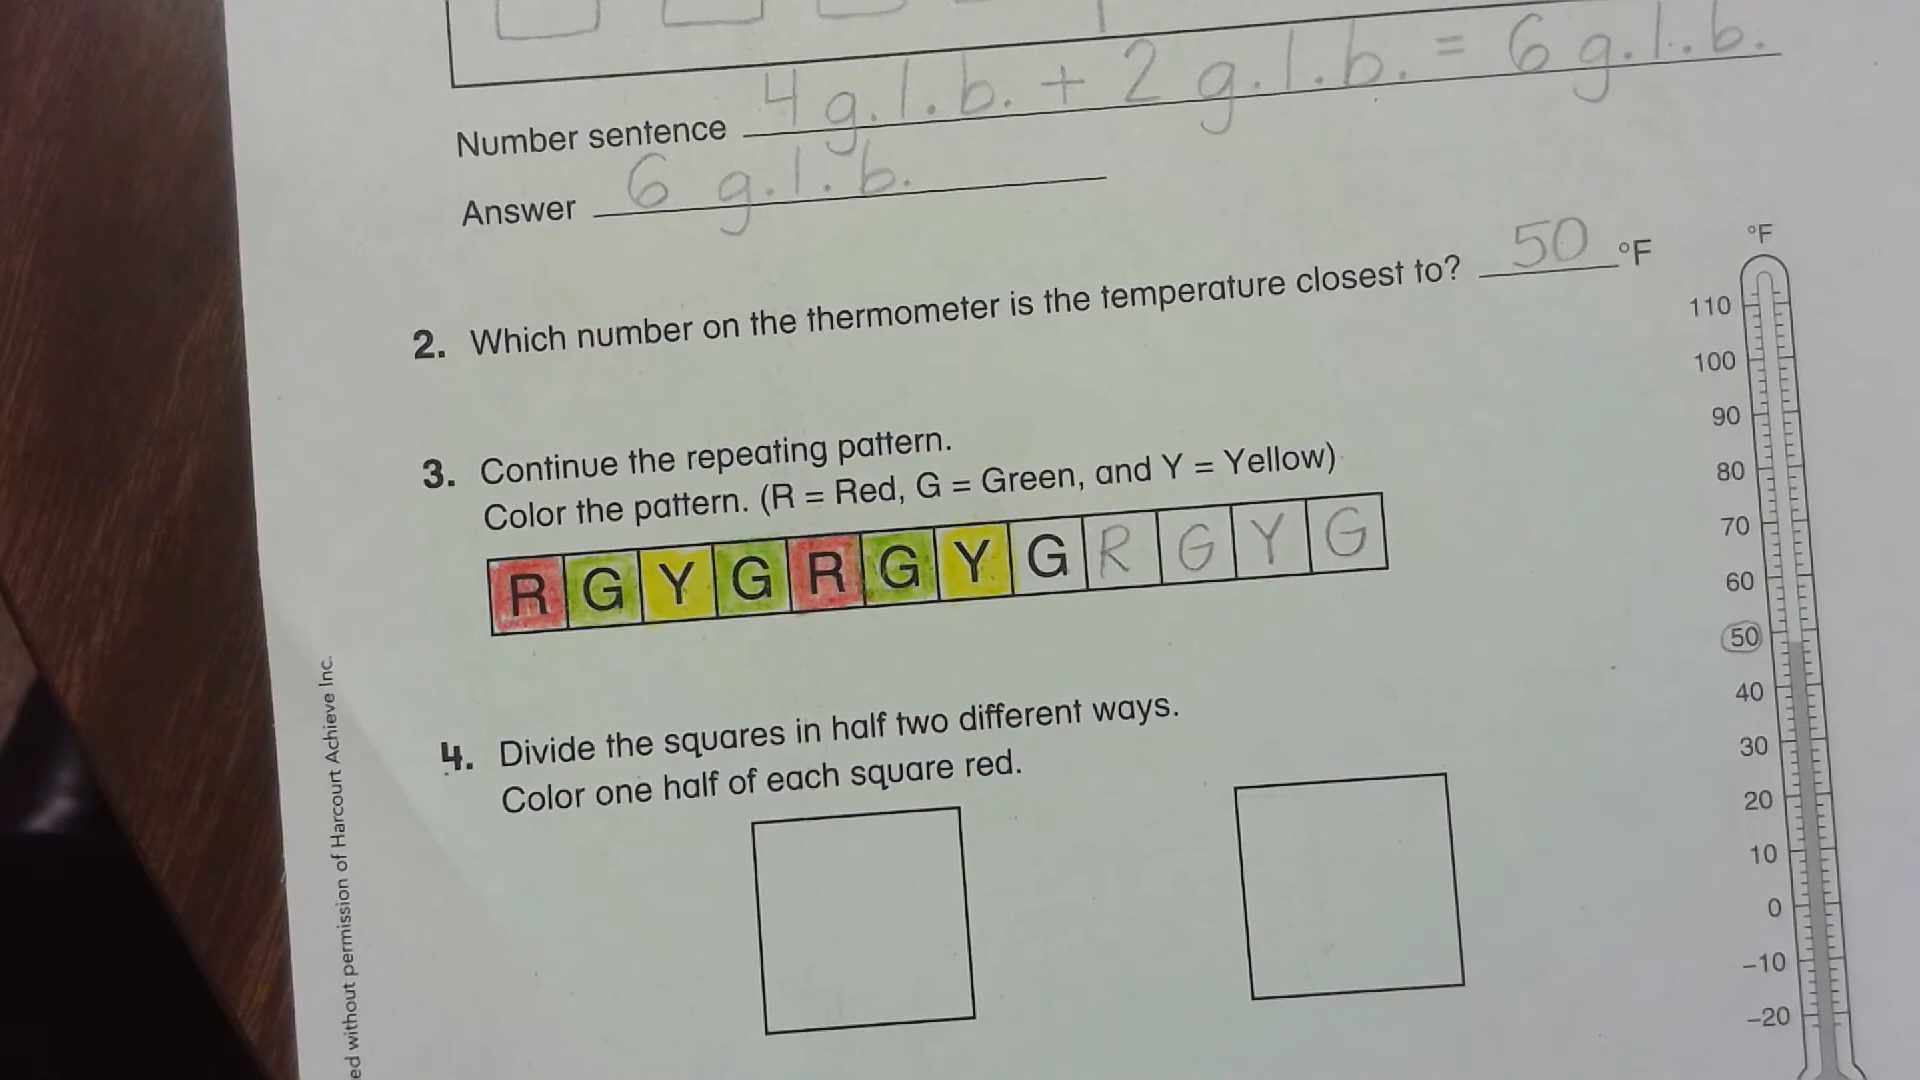 Number sentence 4 g.l.b. + 2 g.l.b. = 6 g.l.b.
Answer 6 g.l.b.
2. Which number on the thermometer is the temperature closest to? 50 °F
3. Continue the repeating pattern.
Color the pattern. (R = Red, G = Green, and Y = Yellow)
R G Y G R G Y G R G Y G
4. Divide the squares in half two different ways.
Color one half of each square red.
°F
110
100
90
80
70
60
50
40
30
20
10
0
−10
−20
ed without permission of Harcourt Achieve Inc.